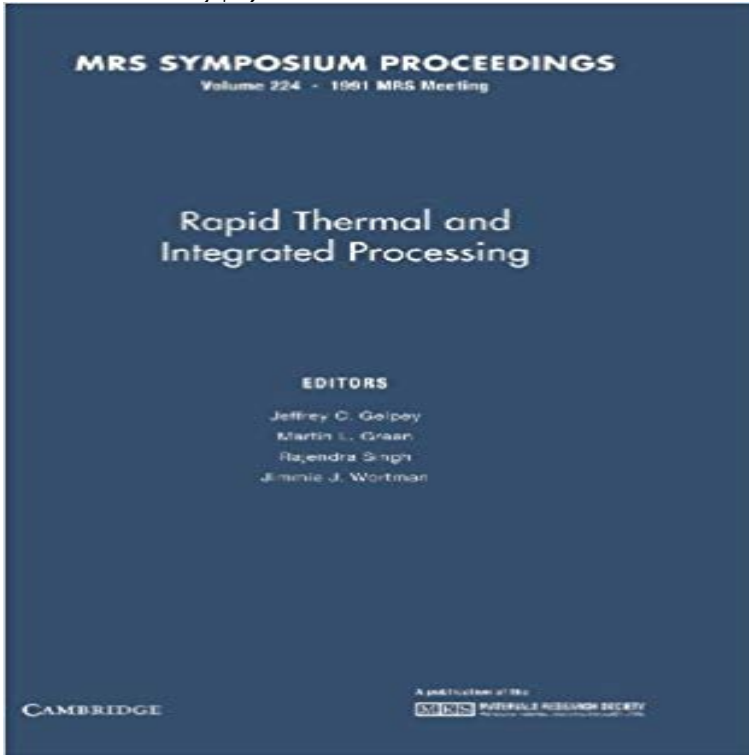 MRS SYMPOSIUM PROCEEDINGS
Volume 224 - 1991 MRS Meeting
Rapid Thermal and
Integrated Processing
EDITORS
Jeffrey C. Gelpey
Martin L. Green
Rajendra Singh
Jimmie J. Wortman
CAMBRIDGE
A publication of the
MRS MATERIALS RESEARCH SOCIETY